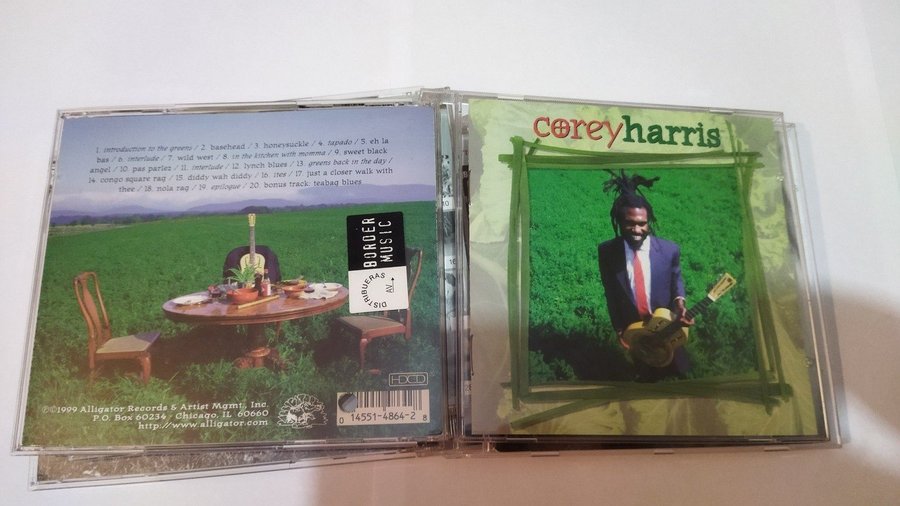 1. introduction to the greens / 2. basehead / 3. honeysuckle / 4. tapado / 5. eh la
bas / 6. interlude / 7. wild west / 8. in the kitchen with momma / 9. sweet black
angel / 10. pas parlez / 11. interlude / 12. lynch blues / 13. greens back in the day /
14. congo square rag / 15. diddy wah diddy / 16. ites / 17. just a closer walk with
thee / 18. nola rag / 19. epilogue / 20. bonus track: teabag blues
BORDER
MUSIC
DISTRIBUERAS
AV
HDCD
℗©1999 Alligator Records & Artist Mgmt., Inc.
P.O. Box 60234 - Chicago, IL 60660
http://www.alligator.com
0 14551-4864-2 8
coreyharris